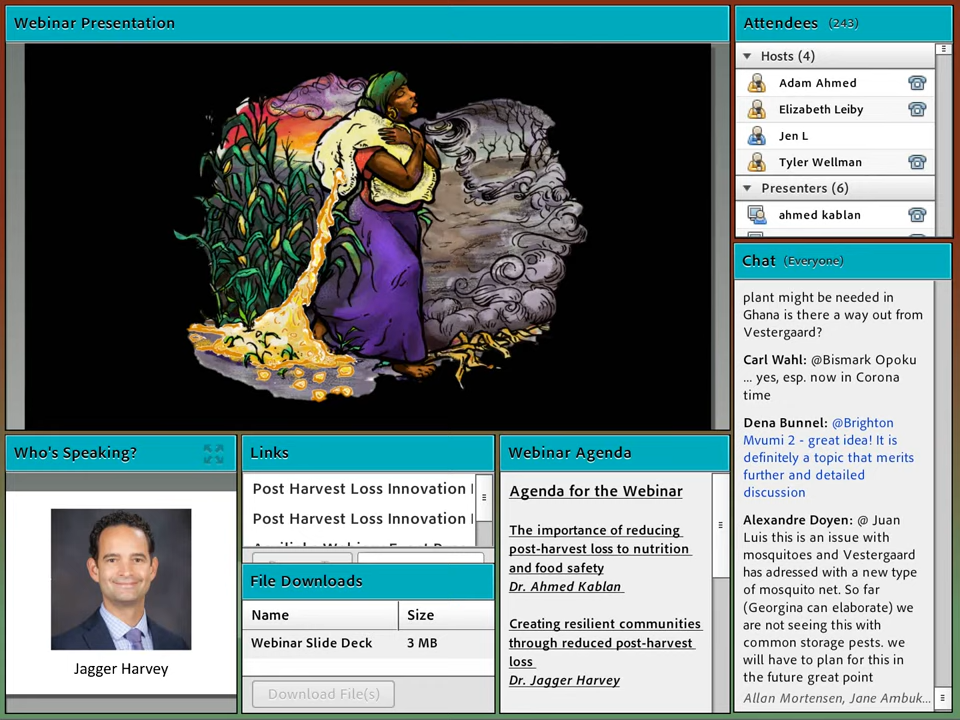 Webinar Presentation
Attendees (243)
Hosts (4)
Adam Ahmed
Elizabeth Leiby
Jen L
Tyler Wellman
Presenters (6)
ahmed kablan
Chat (Everyone)
plant might be needed in
Ghana is there a way out from
Vestergaard?
Carl Wahl: @Bismark Opoku
... yes, esp. now in Corona
time
Dena Bunnel: @Brighton
Mvumi 2 - great idea! It is
definitely a topic that merits
further and detailed
discussion
Alexandre Doyen: @ Juan
Luis this is an issue with
mosquitoes and Vestergaard
has adressed with a new type
of mosquito net. So far
(Georgina can elaborate) we
are not seeing this with
common storage pests. we
will have to plan for this in
the future great point
Allan Mortensen, Jane Ambuk...
Who's Speaking?
Jagger Harvey
Links
Post Harvest Loss Innovation
Post Harvest Loss Innovation
File Downloads
Name Size
Webinar Slide Deck 3 MB
Download File(s)
Webinar Agenda
Agenda for the Webinar
The importance of reducing
post-harvest loss to nutrition
and food safety
Dr. Ahmed Kablan
Creating resilient communities
through reduced post-harvest
loss
Dr. Jagger Harvey